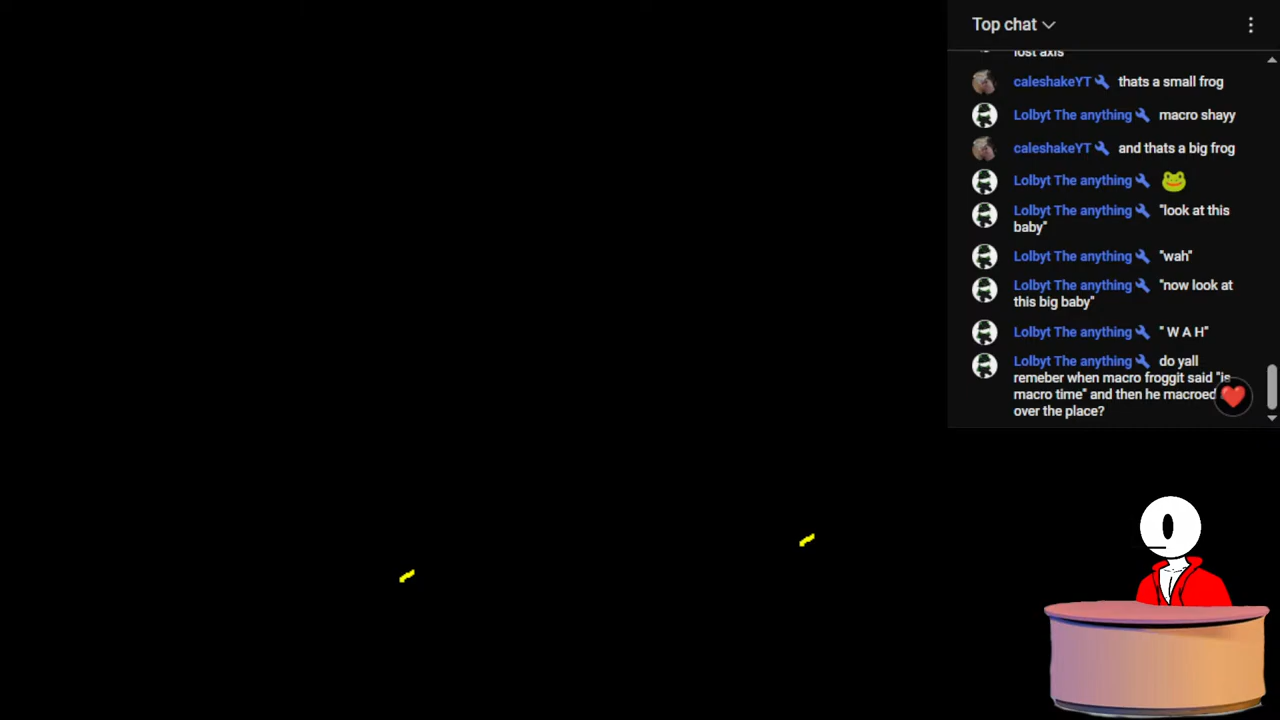 Top chat
lost axis
caleshakeYT thats a small frog
Lolbyt The anything macro shayy
caleshakeYT and thats a big frog
Lolbyt The anything 🐸
Lolbyt The anything "look at this
baby"
Lolbyt The anything "wah"
Lolbyt The anything "now look at
this big baby"
Lolbyt The anything " W A H"
Lolbyt The anything do yall
remeber when macro froggit said "is
macro time" and then he macroed
over the place?